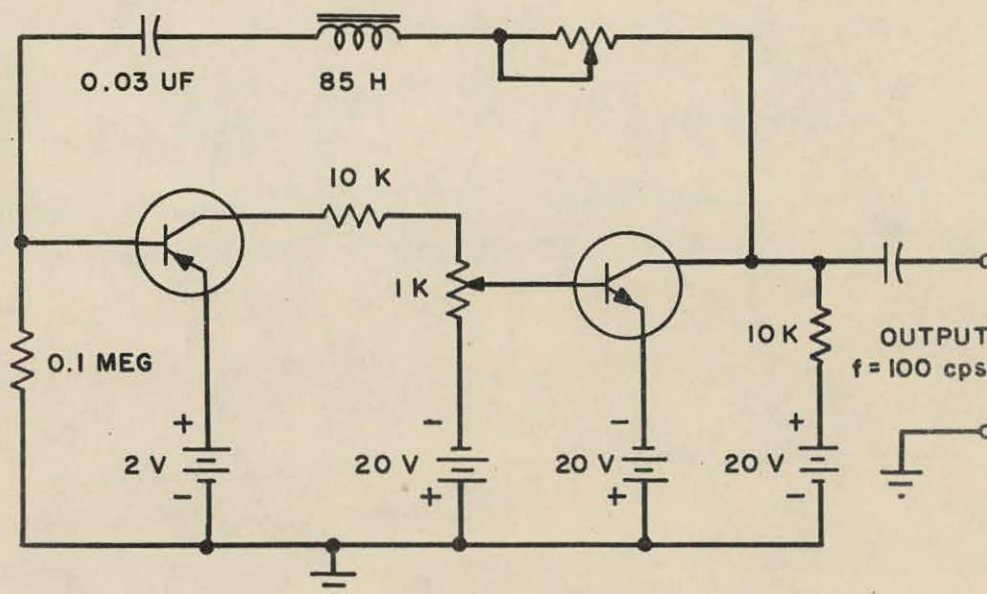 0.03 UF
85 H
10 K
1 K
10 K
OUTPUT
f = 100 cps
0.1 MEG
+
-
-
+
2 V
20 V
20 V
20 V
-
+
+
-